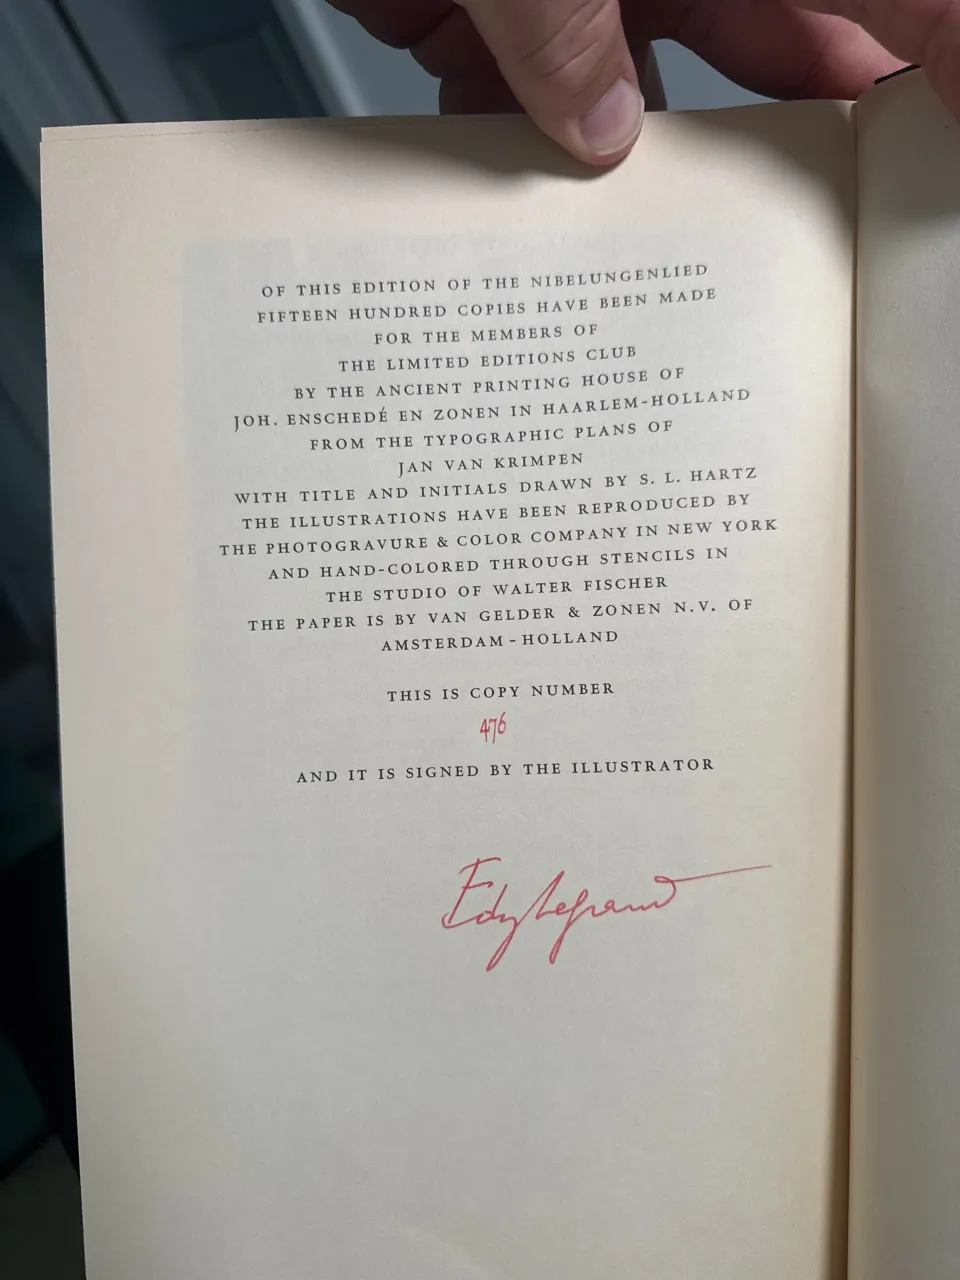 OF THIS EDITION OF THE NIBELUNGENLIED
FIFTEEN HUNDRED COPIES HAVE BEEN MADE
FOR THE MEMBERS OF
THE LIMITED EDITIONS CLUB
BY THE ANCIENT PRINTING HOUSE OF
JOH. ENSCHEDÉ EN ZONEN IN HAARLEM-HOLLAND
FROM THE TYPOGRAPHIC PLANS OF
JAN VAN KRIMPEN
WITH TITLE AND INITIALS DRAWN BY S. L. HARTZ
THE ILLUSTRATIONS HAVE BEEN REPRODUCED BY
THE PHOTOGRAVURE & COLOR COMPANY IN NEW YORK
AND HAND-COLORED THROUGH STENCILS IN
THE STUDIO OF WALTER FISCHER
THE PAPER IS BY VAN GELDER & ZONEN N.V. OF
AMSTERDAM-HOLLAND
THIS IS COPY NUMBER
476
AND IT IS SIGNED BY THE ILLUSTRATOR
Edy Legrand